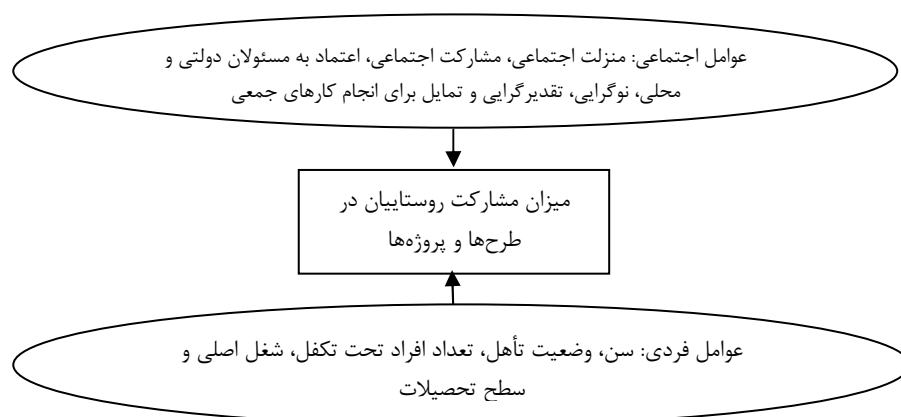 عوامل اجتماعی: منزلت اجتماعی، مشارکت اجتماعی، اعتماد به مسئولان دولتی و
محلی، نوگرایی، تقدیرگرایی و تمایل برای انجام کارهای جمعی
میزان مشارکت روستاییان در
طرح‌ها و پروژه‌ها
عوامل فردی: سن، وضعیت تأهل، تعداد افراد تحت تکفل، شغل اصلی و
سطح تحصیلات